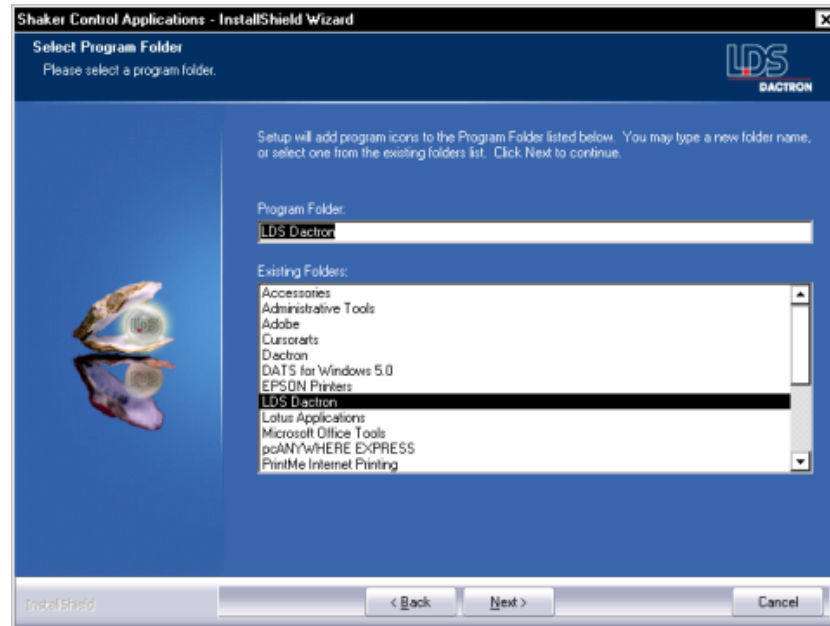 Shaker Control Applications - InstallShield Wizard
Select Program Folder
Please select a program folder.
LDS
DACTRON
Setup will add program icons to the Program Folder listed below. You may type a new folder name,
or select one from the existing folders list. Click Next to continue.
Program Folder:
LDS Dactron
Existing Folders:
Accessories
Administrative Tools
Adobe
Cursorarts
Dactron
DATS for Windows 5.0
EPSON Printers
LDS Dactron
Lotus Applications
Microsoft Office Tools
pcANYWHERE EXPRESS
PrintMe Internet Printing
LDS
InstallShield
< Back
Next >
Cancel